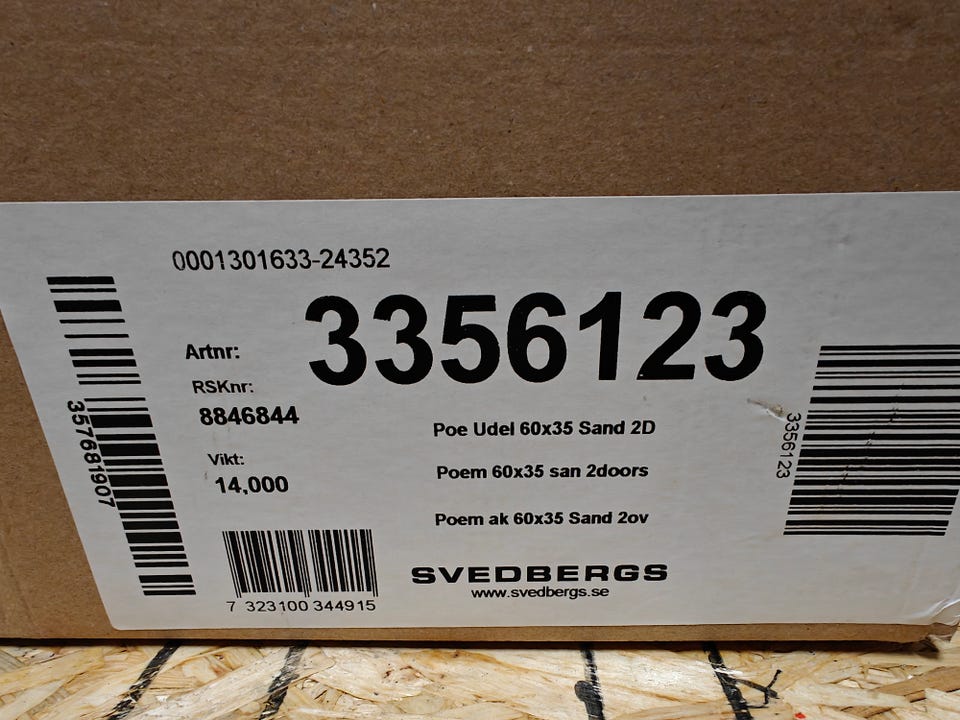 0001301633-24352
Artnr:
3356123
RSKnr:
8846844
Vikt:
14,000
Poe Udel 60x35 Sand 2D
Poem 60x35 san 2doors
Poem ak 60x35 Sand 2ov
SVEDBERGS
www.svedbergs.se
7 323100 344915
357681907
3356123